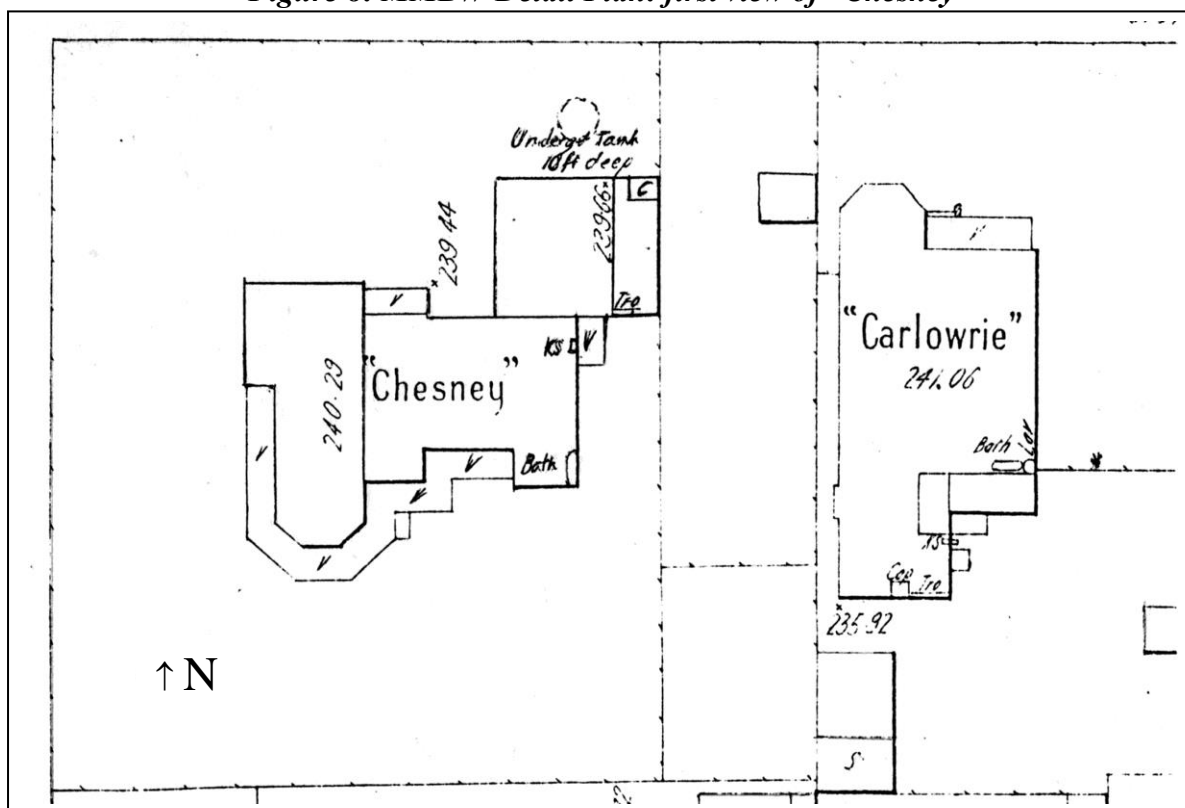 Figure 6: MMBW Detail Plan: first view of "Chesney"
Undergd Tank
10ft deep
C
239.66
239.44
Tro
V
KS
V
"Chesney"
240.29
V
V
V
V
Bath
B
V
"Carlowrie"
241.06
Bath
Lav
KS
Cop
Tro
235.92
↑ N
S